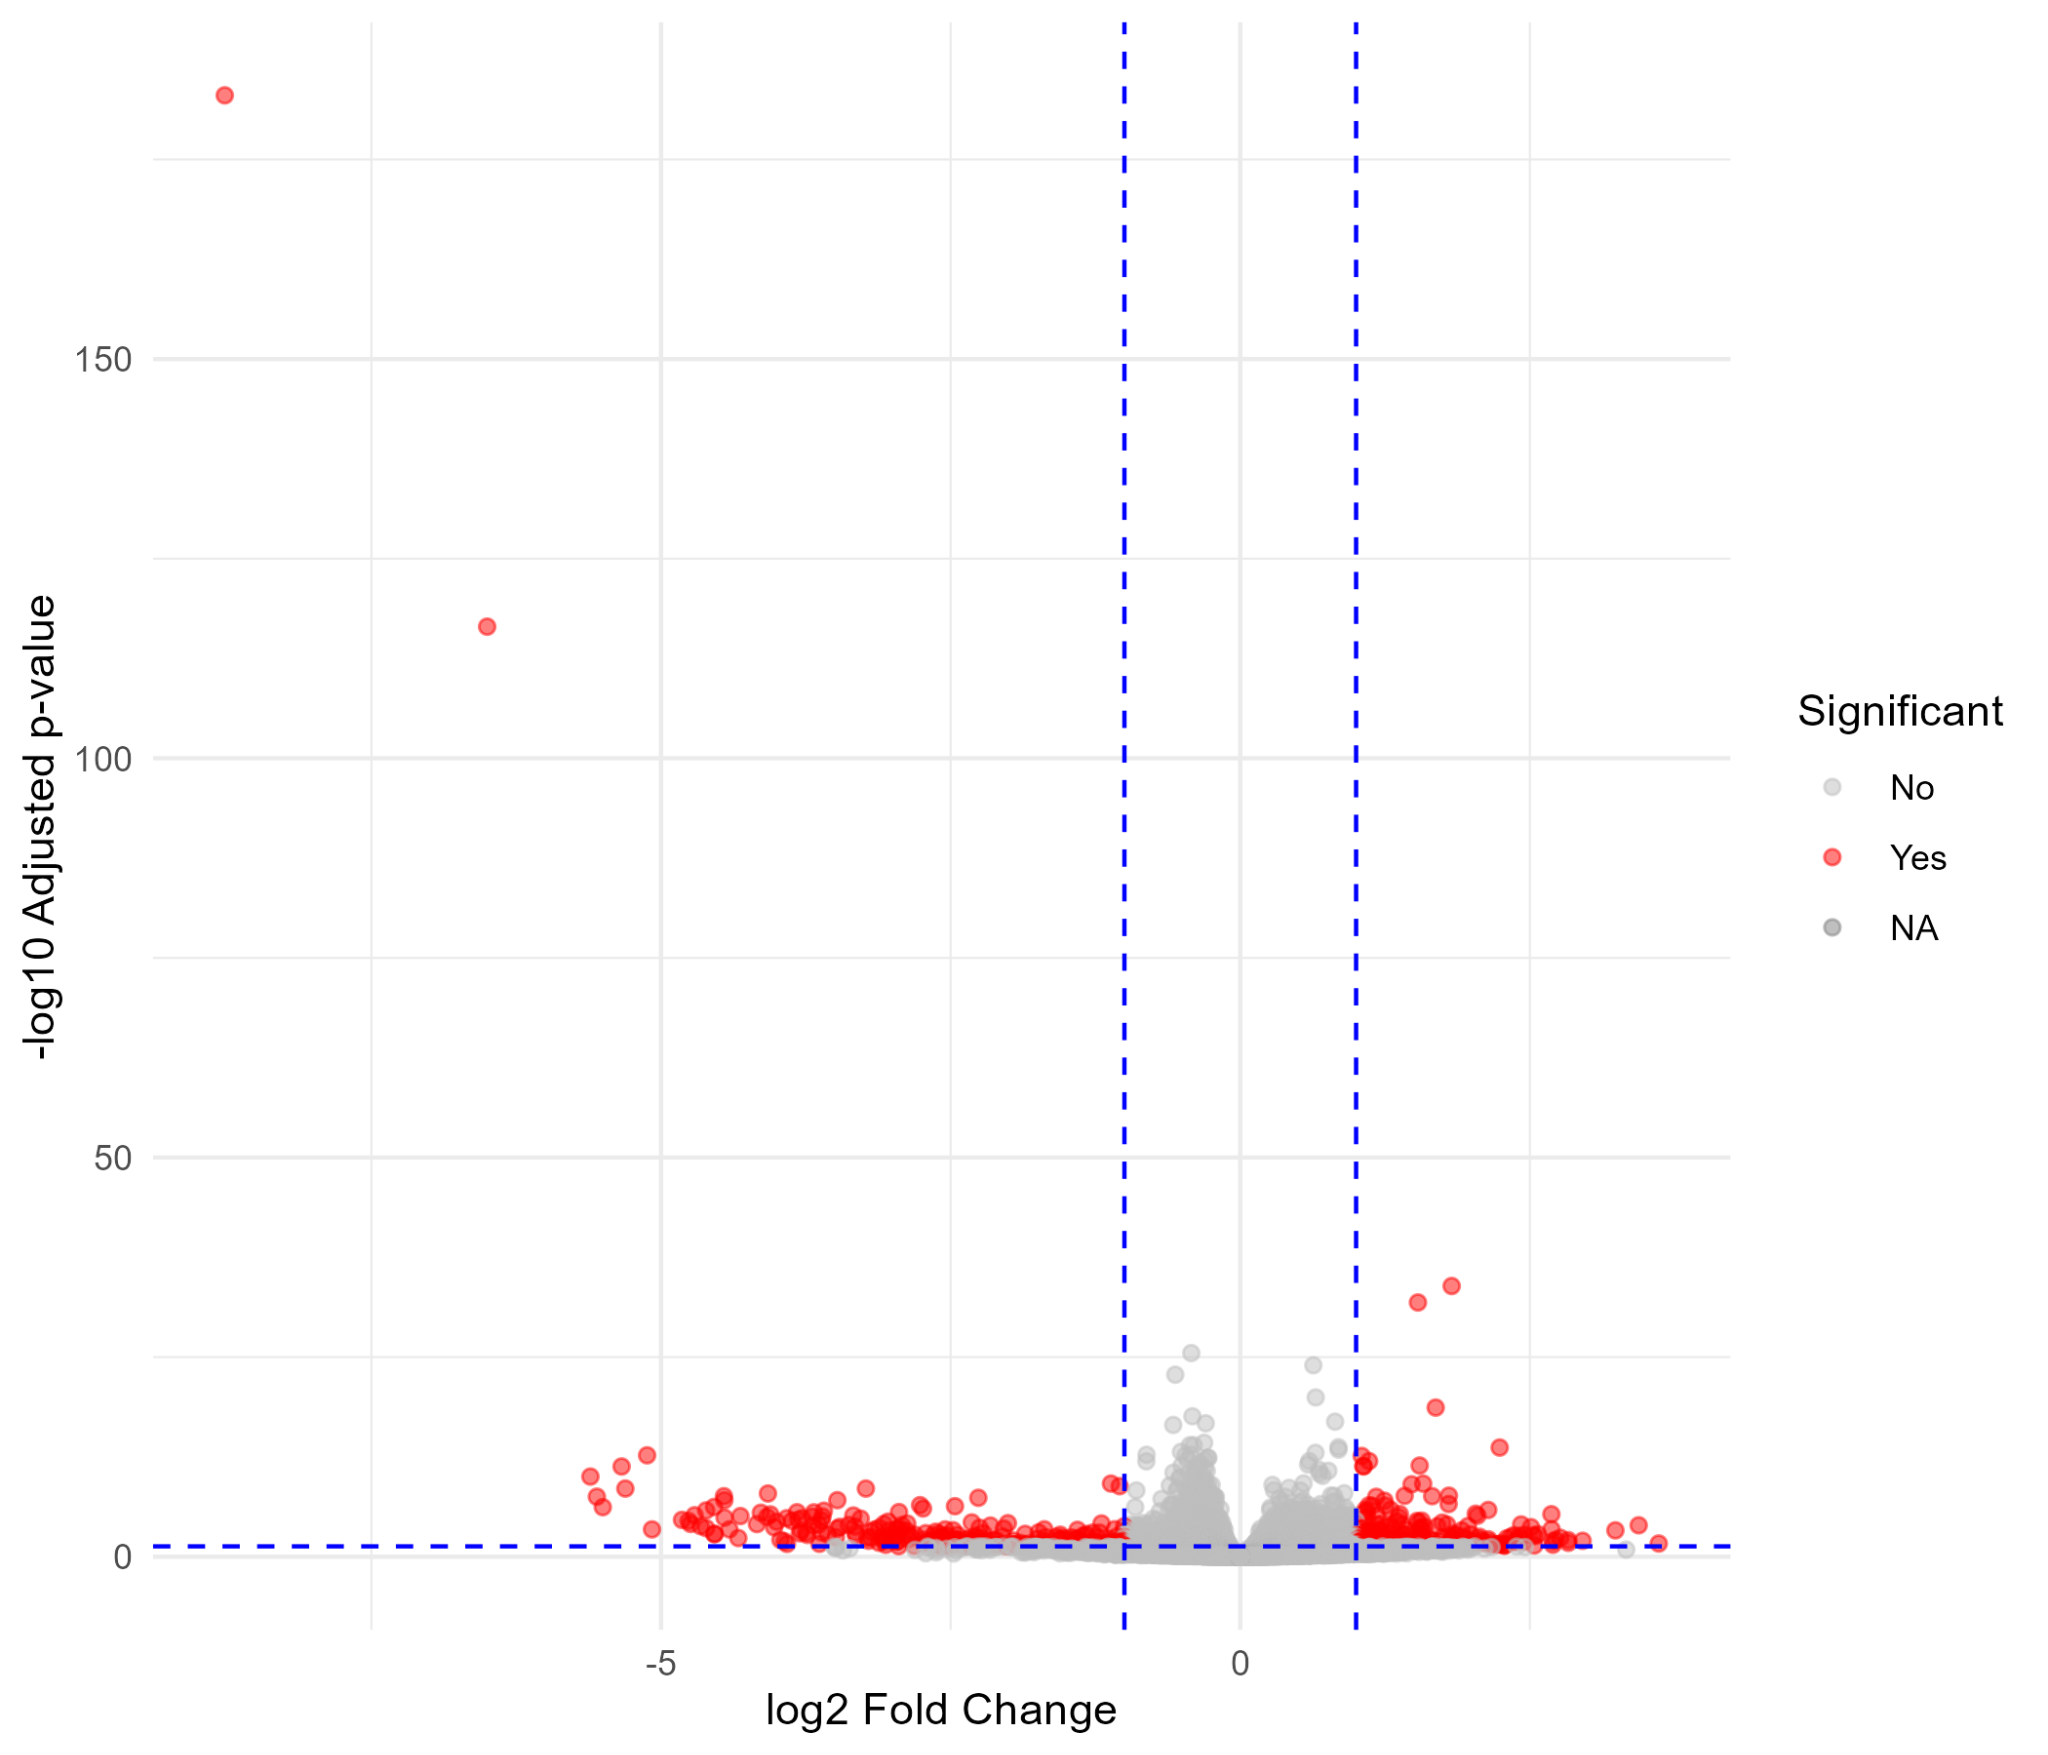 -log10 Adjusted p-value
150
100
50
0
-5
0
log2 Fold Change
Significant
No
Yes
NA